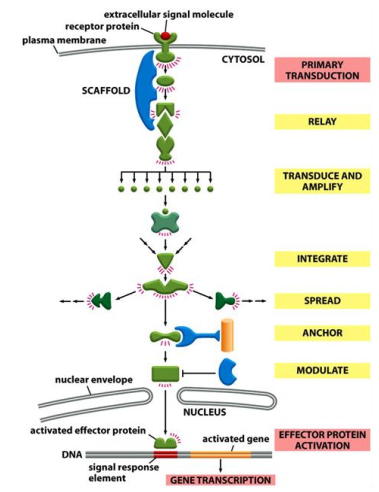 extracellular signal molecule
receptor protein
plasma membrane
CYTOSOL
PRIMARY
TRANSDUCTION
SCAFFOLD
RELAY
TRANSDUCE AND
AMPLIFY
INTEGRATE
SPREAD
ANCHOR
MODULATE
nuclear envelope
NUCLEUS
activated effector protein
activated gene
EFFECTOR PROTEIN
ACTIVATION
DNA
signal response
element
GENE TRANSCRIPTION